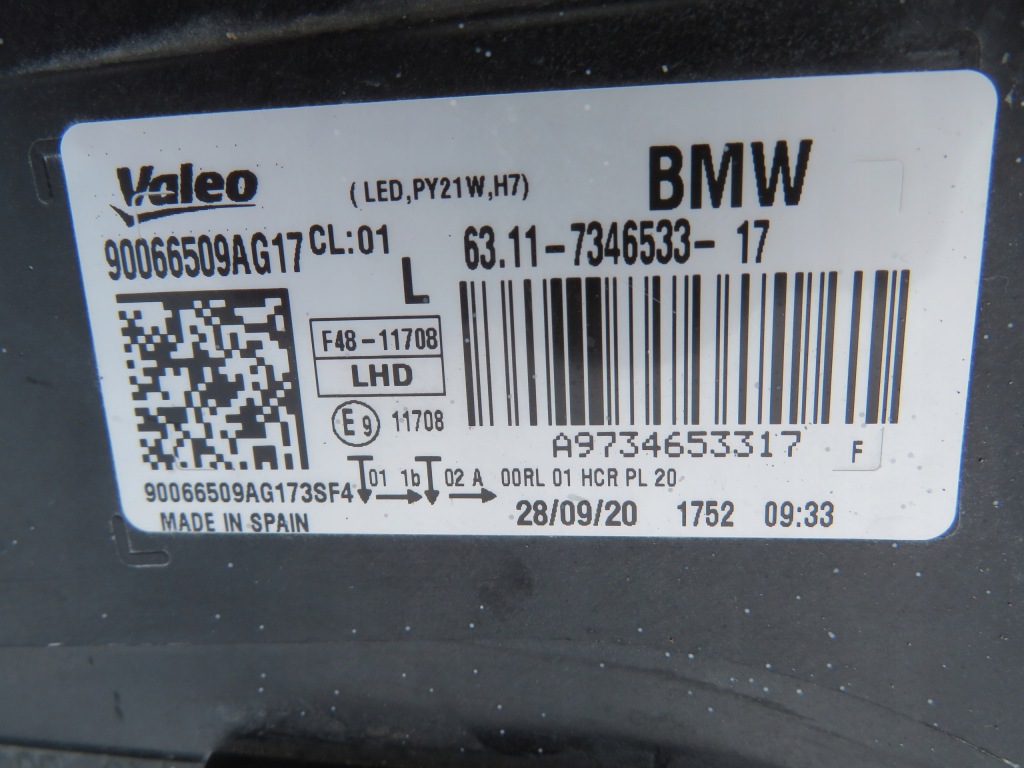 Valeo (LED,PY21W,H7) BMW
90066509AG17 CL:01 63.11-7346533- 17
L
F48-11708
LHD
E9 11708
A9734653317 F
90066509AG173SF4 01 1b 02 A 00RL 01 HCR PL 20
MADE IN SPAIN 28/09/20 1752 09:33